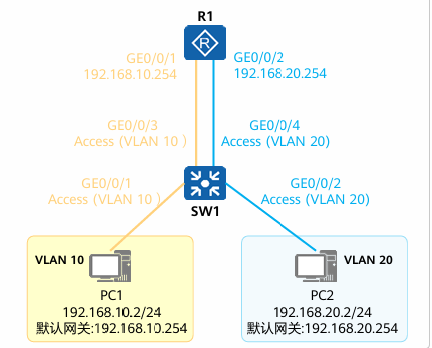 R1
GE0/0/1
192.168.10.254
GE0/0/2
192.168.20.254
R
GE0/0/3
Access (VLAN 10 )
GE0/0/4
Access (VLAN 20)
GE0/0/1
Access (VLAN 10 )
GE0/0/2
Access (VLAN 20)
SW1
VLAN 10
VLAN 20
PC1
192.168.10.2/24
默认网关:192.168.10.254
PC2
192.168.20.2/24
默认网关:192.168.20.254